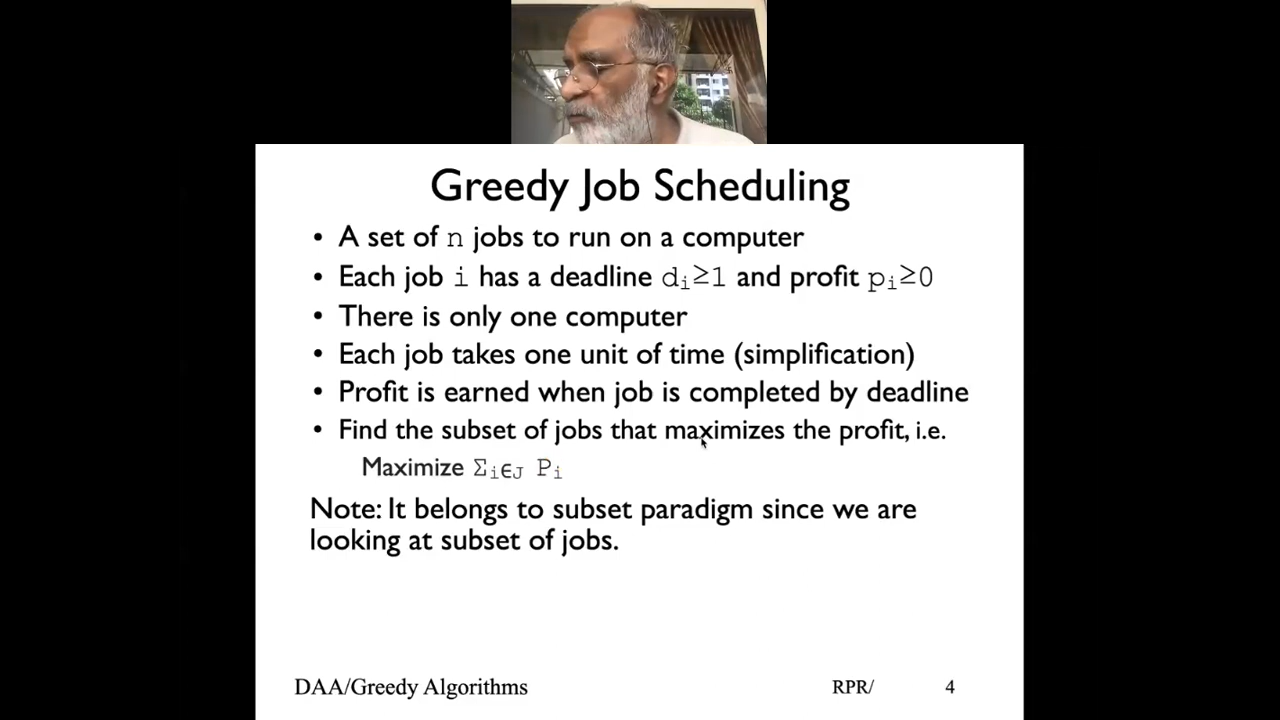 Greedy Job Scheduling
• A set of n jobs to run on a computer
• Each job i has a deadline dᵢ≥1 and profit pᵢ≥0
• There is only one computer
• Each job takes one unit of time (simplification)
• Profit is earned when job is completed by deadline
• Find the subset of jobs that maximizes the profit, i.e.
Maximize Σᵢ∈J Pᵢ
Note: It belongs to subset paradigm since we are
looking at subset of jobs.
DAA/Greedy Algorithms RPR/ 4